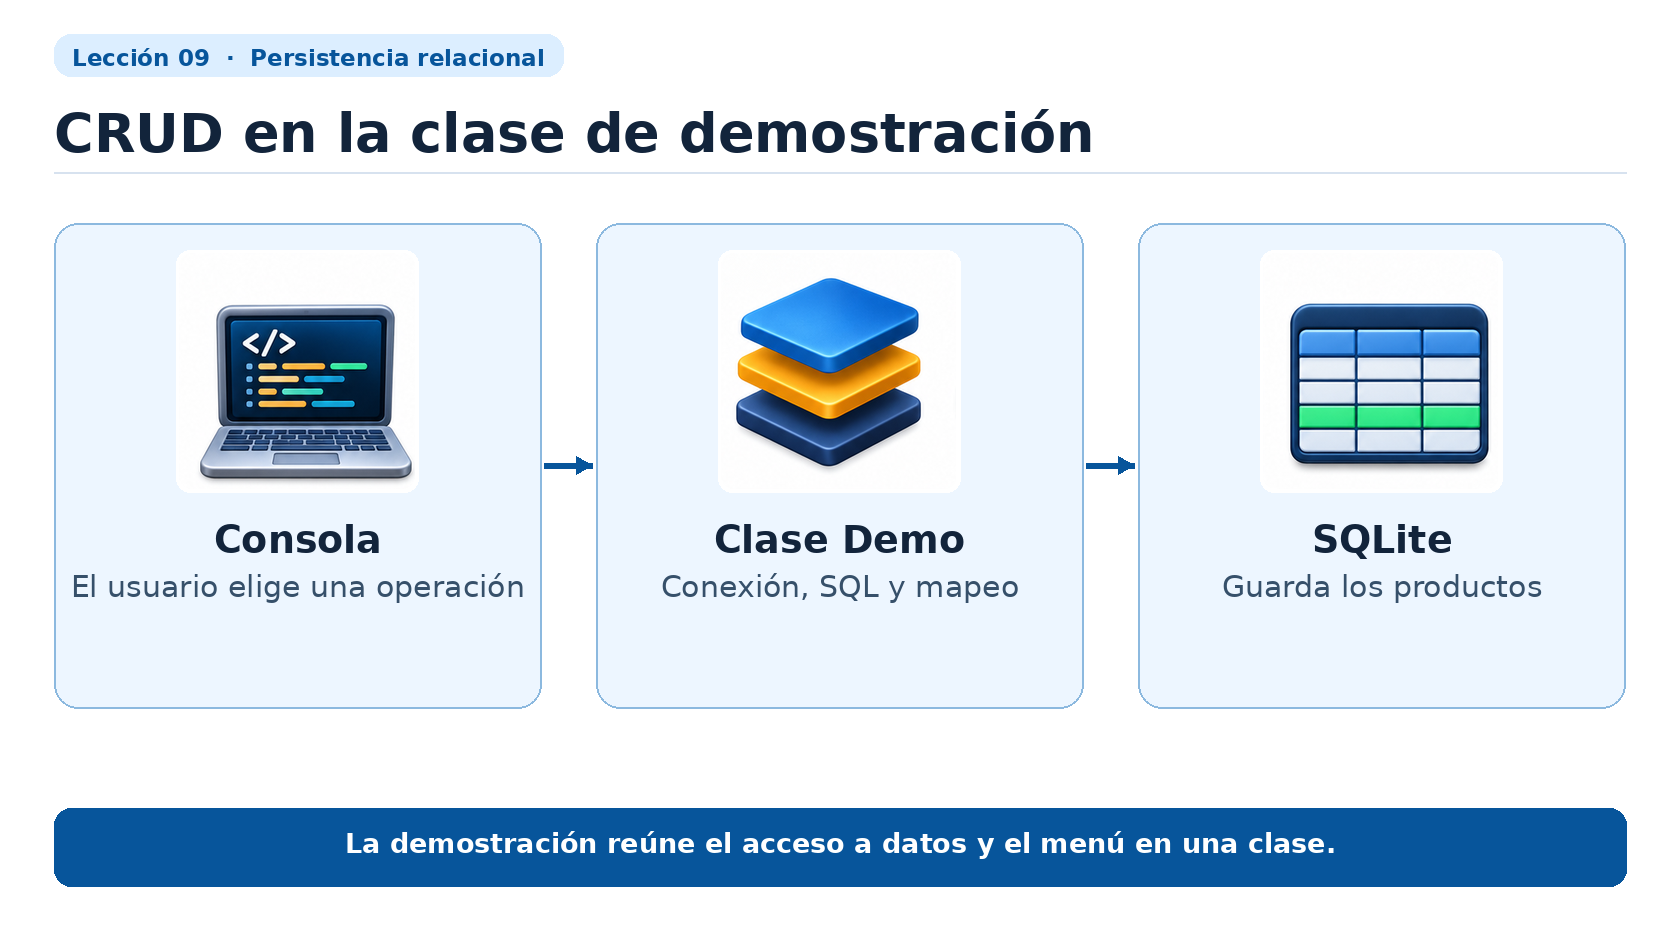 Lección 09 · Persistencia relacional
CRUD en la clase de demostración
</>
Consola
El usuario elige una operación
Clase Demo
Conexión, SQL y mapeo
SQLite
Guarda los productos
La demostración reúne el acceso a datos y el menú en una clase.